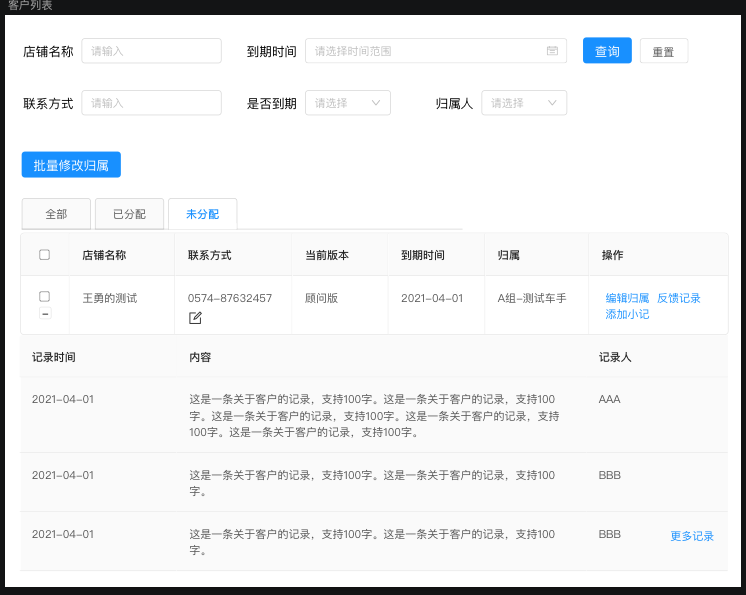 客户列表
店铺名称 请输入 到期时间 请选择时间范围 查询 重置
联系方式 请输入 是否到期 请选择 归属人 请选择
批量修改归属
全部 已分配 未分配
店铺名称 联系方式 当前版本 到期时间 归属 操作
王勇的测试 0574-87632457 顾问版 2021-04-01 A组-测试车手 编辑归属 反馈记录
添加小记
记录时间 内容 记录人
2021-04-01 这是一条关于客户的记录，支持100字。这是一条关于客户的记录，支持100 AAA
字。这是一条关于客户的记录，支持100字。这是一条关于客户的记录，支持
100字。这是一条关于客户的记录，支持100字。
2021-04-01 这是一条关于客户的记录，支持100字。这是一条关于客户的记录，支持100 BBB
字。
2021-04-01 这是一条关于客户的记录，支持100字。这是一条关于客户的记录，支持100 BBB 更多记录
字。